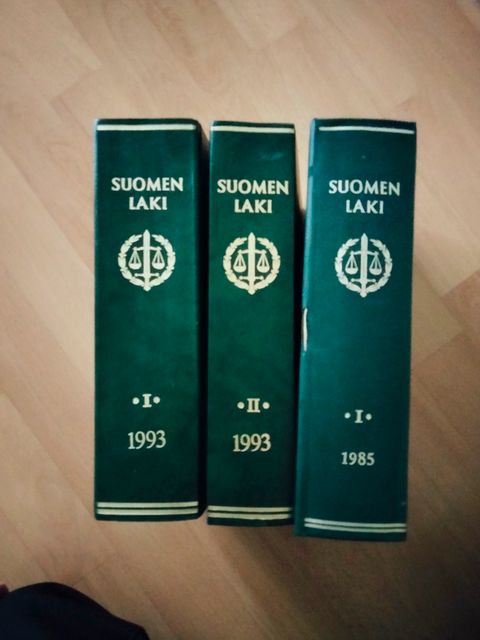 SUOMEN
LAKI
•I•
1993
SUOMEN
LAKI
•II•
1993
SUOMEN
LAKI
•I•
1985